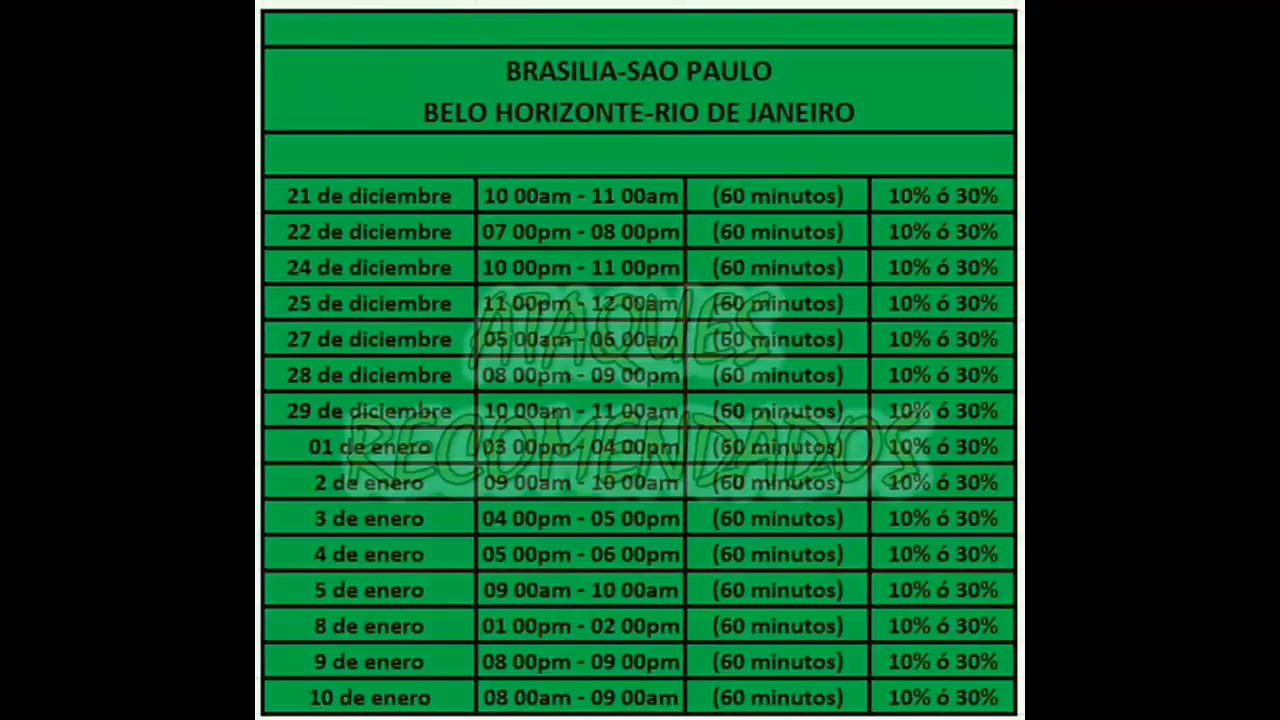 BRASILIA-SAO PAULO
BELO HORIZONTE-RIO DE JANEIRO
21 de diciembre 10 00am - 11 00am (60 minutos) 10% ó 30%
22 de diciembre 07 00pm - 08 00pm (60 minutos) 10% ó 30%
24 de diciembre 10 00pm - 11 00pm (60 minutos) 10% ó 30%
25 de diciembre 11 00pm - 12 00am (60 minutos) 10% ó 30%
27 de diciembre 05 00am - 06 00am (60 minutos) 10% ó 30%
28 de diciembre 08 00pm - 09 00pm (60 minutos) 10% ó 30%
29 de diciembre 10 00am - 11 00am (60 minutos) 10% ó 30%
01 de enero 03 00pm - 04 00pm (60 minutos) 10% ó 30%
2 de enero 09 00am - 10 00am (60 minutos) 10% ó 30%
3 de enero 04 00pm - 05 00pm (60 minutos) 10% ó 30%
4 de enero 05 00pm - 06 00pm (60 minutos) 10% ó 30%
5 de enero 09 00am - 10 00am (60 minutos) 10% ó 30%
8 de enero 01 00pm - 02 00pm (60 minutos) 10% ó 30%
9 de enero 08 00pm - 09 00pm (60 minutos) 10% ó 30%
10 de enero 08 00am - 09 00am (60 minutos) 10% ó 30%
ATAQUES
RECOMENDADOS